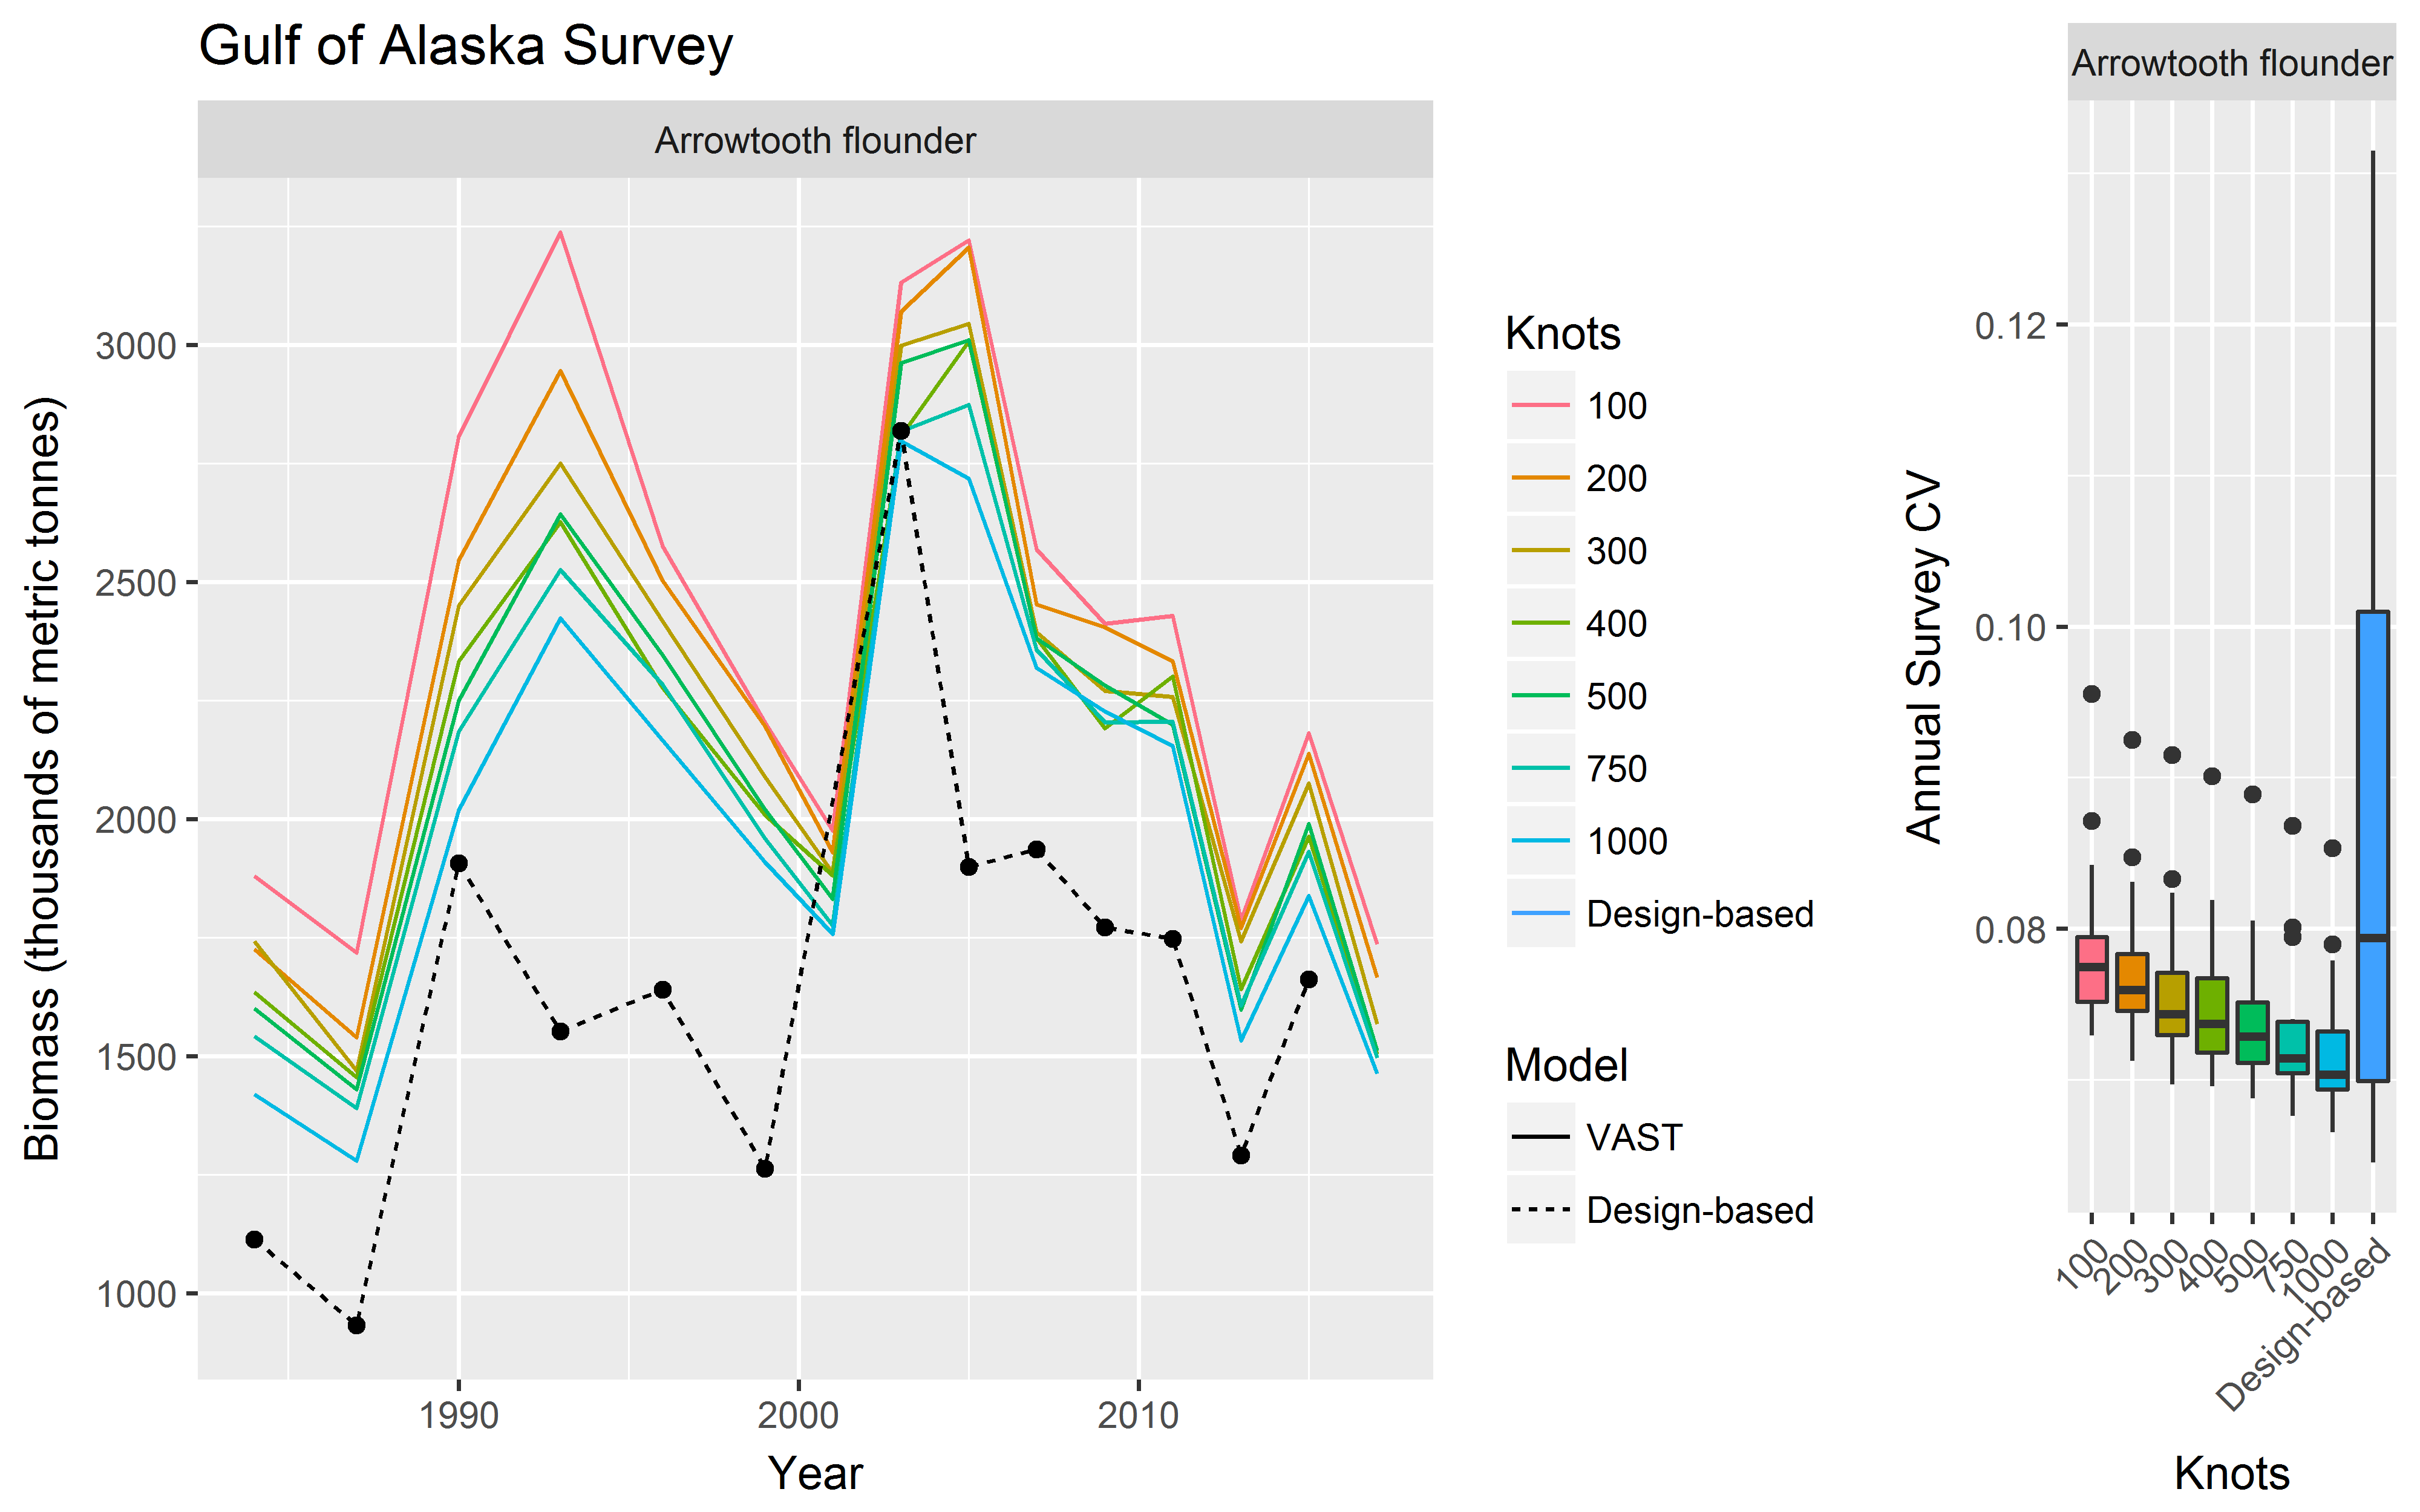 Gulf of Alaska Survey
Arrowtooth flounder
Biomass (thousands of metric tonnes)
3000
2500
2000
1500
1000
1990
2000
2010
Year
Knots
100
200
300
400
500
750
1000
Design-based
Model
VAST
Design-based
Arrowtooth flounder
Annual Survey CV
0.12
0.10
0.08
100
200
300
400
500
750
1000
Design-based
Knots